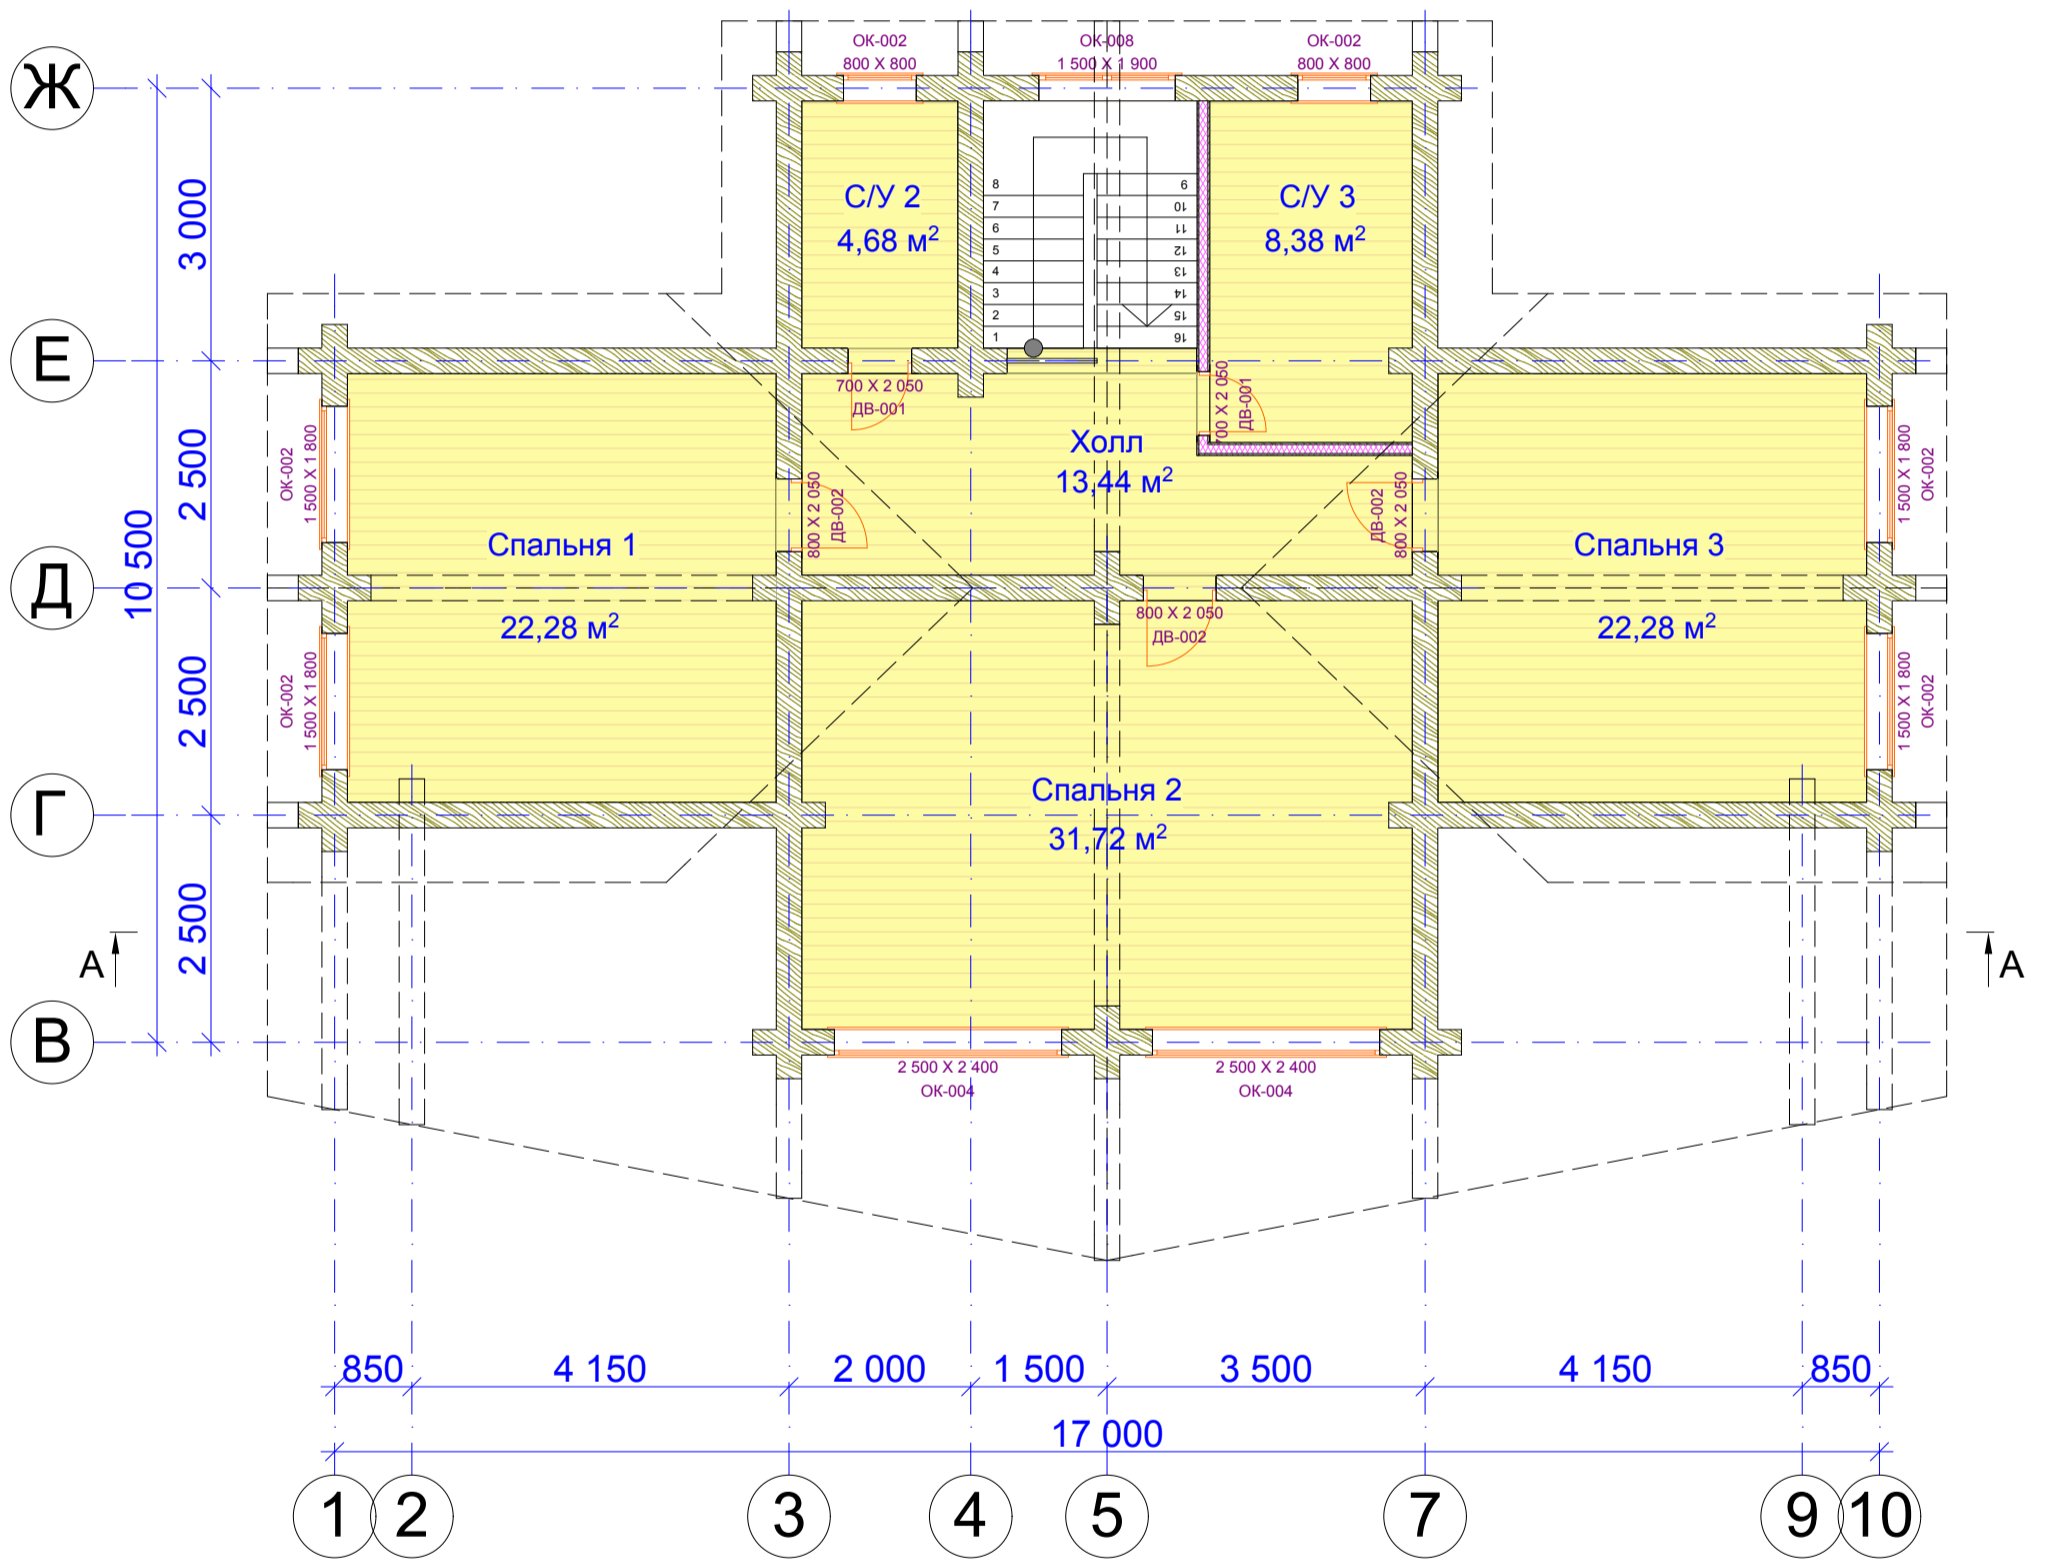 ОК-002
800 X 800
ОК-008
1 500 X 1 900
ОК-002
800 X 800
Ж
3 000
С/У 2
4,68 м²
8
7
6
5
4
3
2
1
9
10
11
12
13
14
15
16
С/У 3
8,38 м²
Е
700 X 2 050
ДВ-001
700 X 2 050
ДВ-001
2 500
ОК-002
1 500 X 1 800
Холл
13,44 м²
800 X 2 050
ДВ-002
ДВ-002
800 X 2 050
1 500 X 1 800
ОК-002
10 500
Спальня 1
22,28 м²
Спальня 3
22,28 м²
Д
800 X 2 050
ДВ-002
2 500
ОК-002
1 500 X 1 800
1 500 X 1 800
ОК-002
Г
Спальня 2
31,72 м²
2 500
А
А
В
2 500 X 2 400
ОК-004
2 500 X 2 400
ОК-004
850
4 150
2 000
1 500
3 500
4 150
850
17 000
1
2
3
4
5
7
9
10